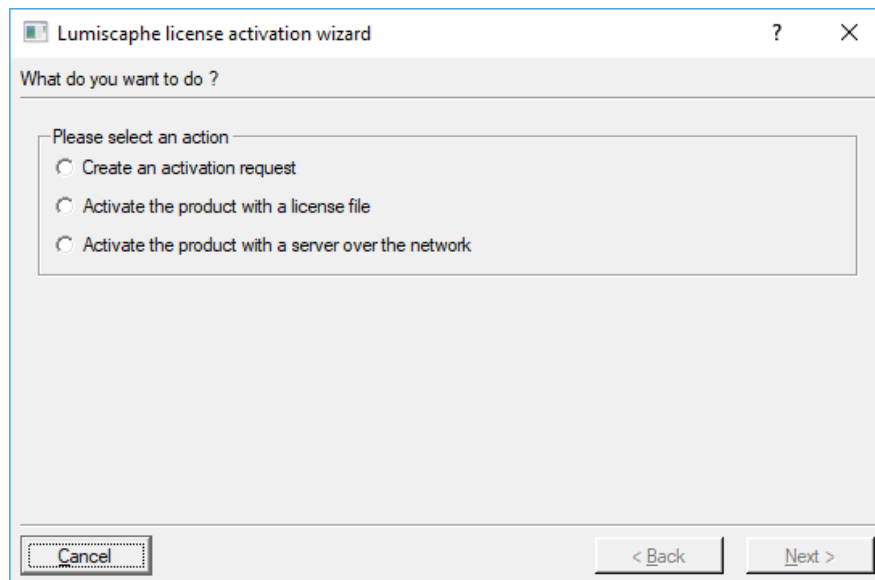 Lumiscaphe license activation wizard ?
What do you want to do ?
Please select an action
Create an activation request
Activate the product with a license file
Activate the product with a server over the network
Cancel
< Back
Next >